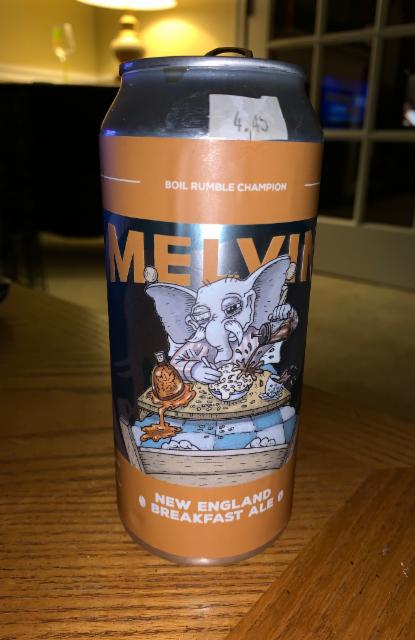 4.45
BOIL RUMBLE CHAMPION
MELVIN
NEW ENGLAND
BREAKFAST ALE